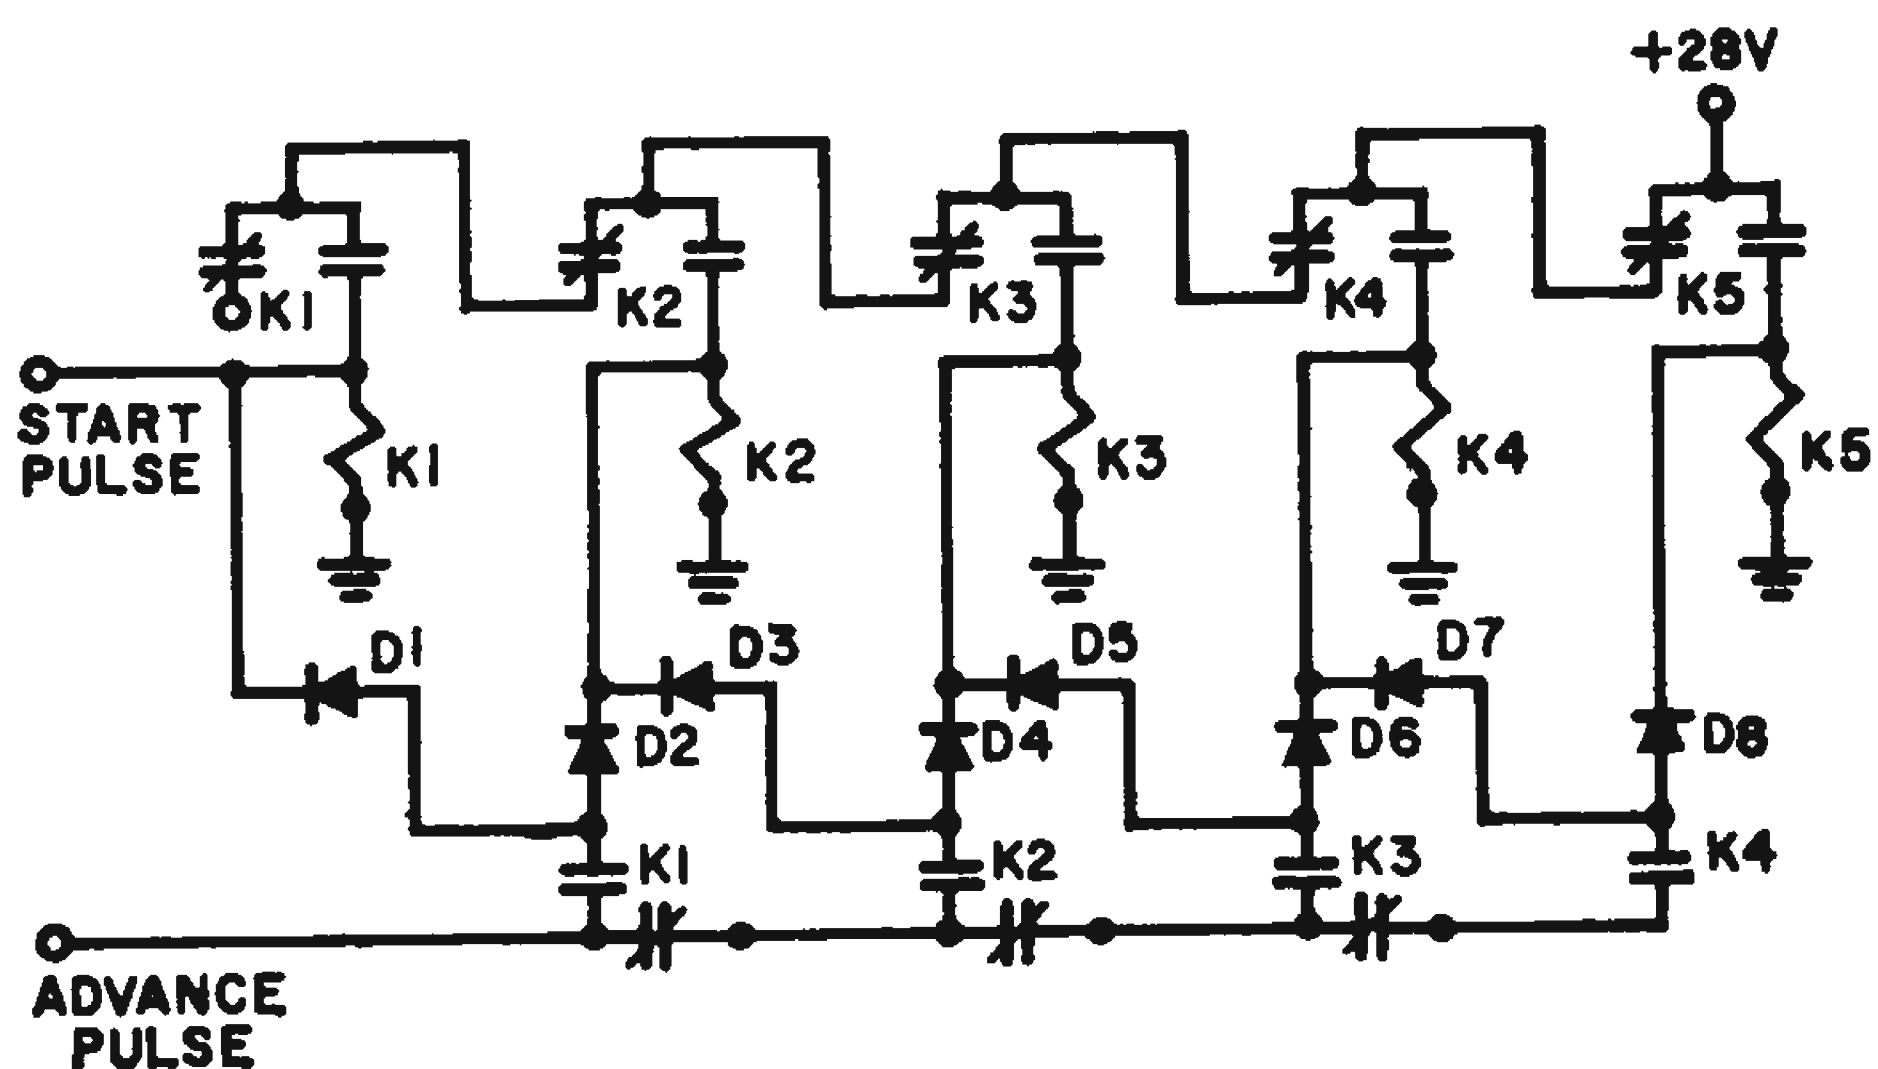 +28V
K1
K2
K3
K4
K5
START
PULSE
K1
K2
K3
K4
K5
D1
D3
D5
D7
D2
D4
D6
D8
K1
K2
K3
K4
ADVANCE
PULSE